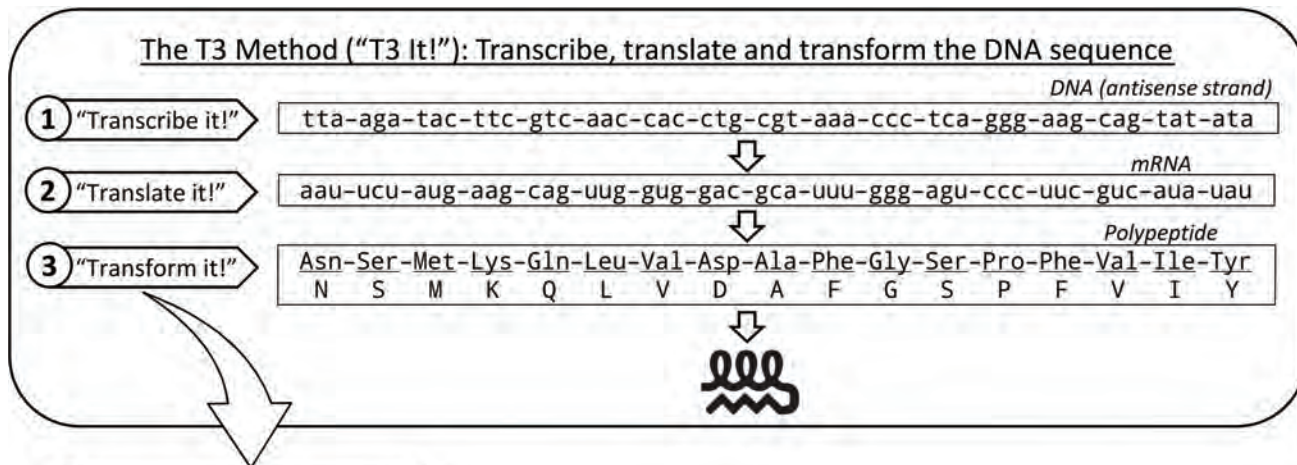 The T3 Method ("T3 It!"): Transcribe, translate and transform the DNA sequence
DNA (antisense strand)
1 "Transcribe it!" tta-aga-tac-ttc-gtc-aac-cac-ctg-cgt-aaa-ccc-tca-ggg-aag-cag-tat-ata
mRNA
2 "Translate it!" aau-ucu-aug-aag-cag-uug-gug-gac-gca-uuu-ggg-agu-ccc-uuc-guc-aua-uau
Polypeptide
3 "Transform it!" Asn-Ser-Met-Lys-Gln-Leu-Val-Asp-Ala-Phe-Gly-Ser-Pro-Phe-Val-Ile-Tyr
N S M K Q L V D A F G S P F V I Y